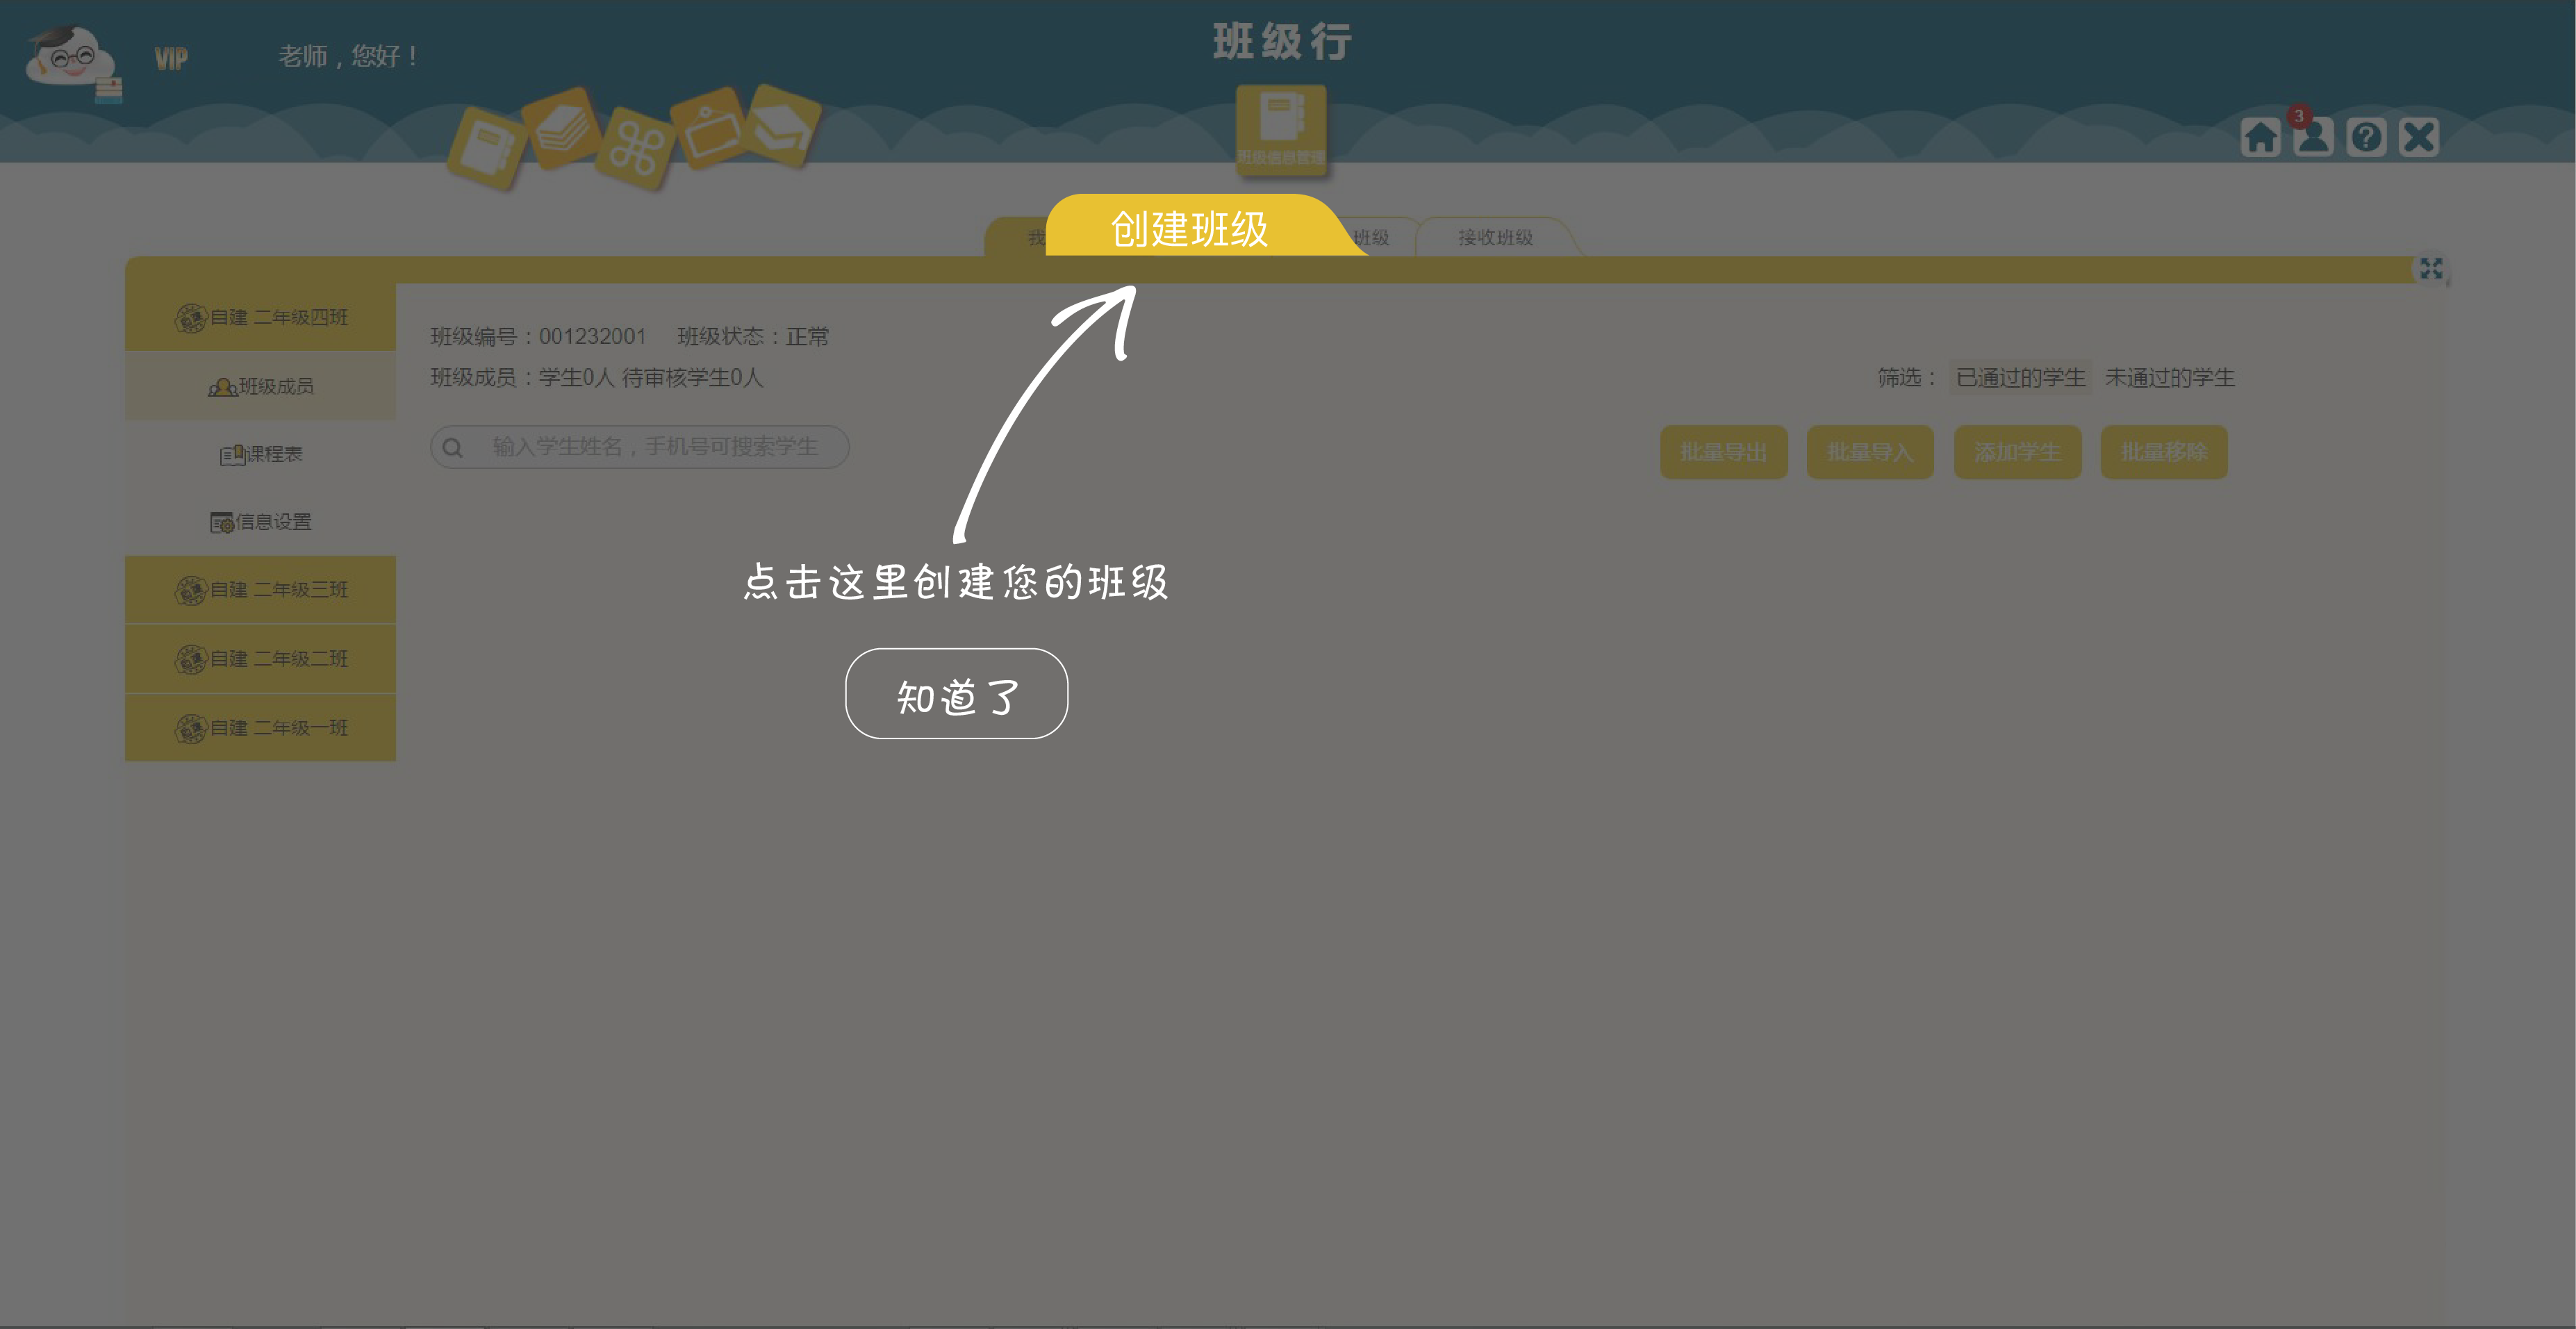 VIP
老师，您好！
班级行
班级信息管理
3
我
创建班级
班级
接收班级
自建 二年级四班
班级成员
课程表
信息设置
自建 二年级三班
自建 二年级二班
自建 二年级一班
班级编号：001232001 班级状态：正常
班级成员：学生0人 待审核学生0人
筛选： 已通过的学生 未通过的学生
输入学生姓名，手机号可搜索学生
批量导出 批量导入 添加学生 批量移除
点击这里创建您的班级
知道了